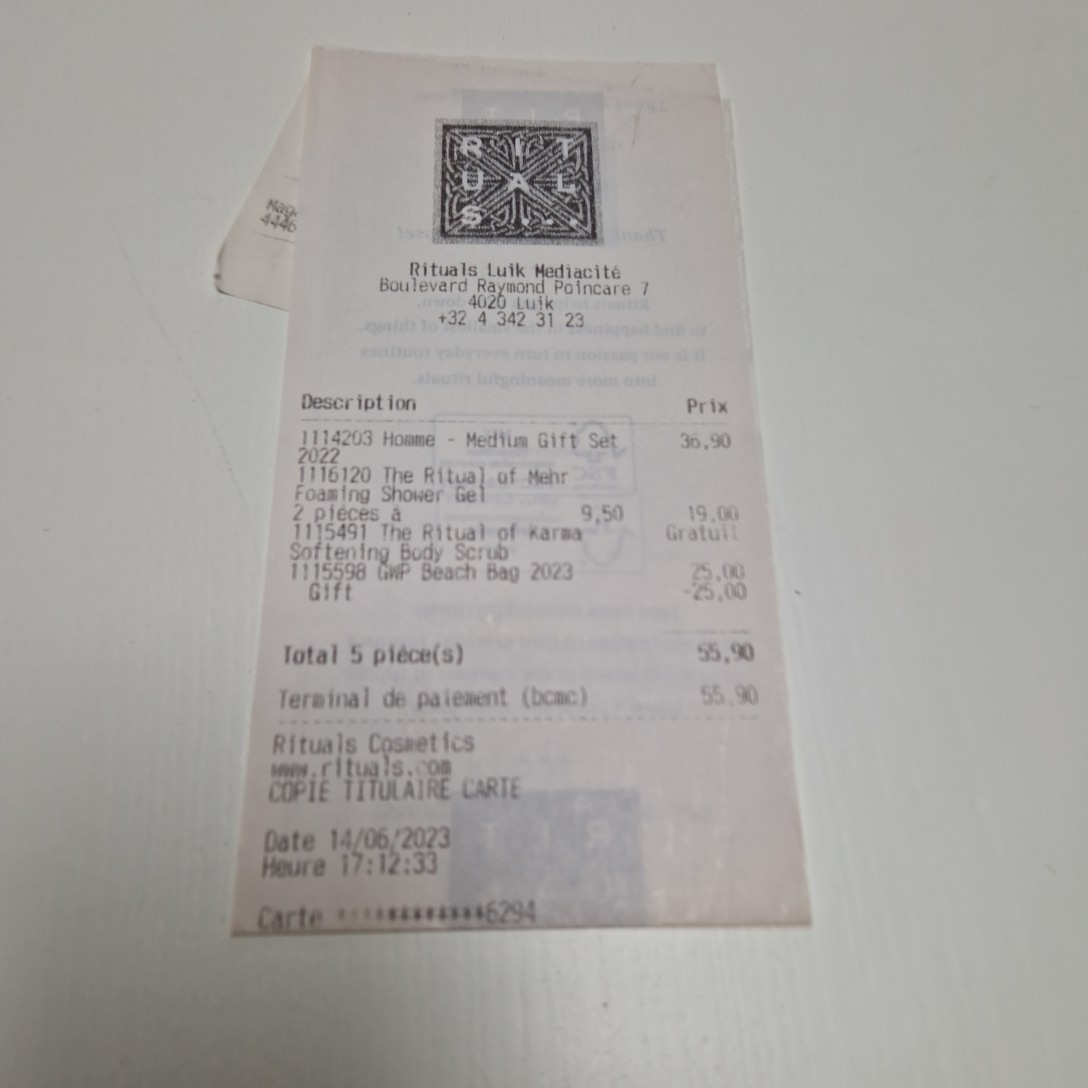 RIT
UAL
S...
Rituals Luik Mediacité
Boulevard Raymond Poincare 7
4020 Luik
+32 4 342 31 23
Description Prix
1114203 Homme - Medium Gift Set 36,90
2022
1116120 The Ritual of Mehr
Foaming Shower Gel
2 pièces à 9,50 19,00
1115491 The Ritual of Karma Gratuit
Softening Body Scrub
1115598 GWP Beach Bag 2023 25,00
Gift -25,00
Total 5 pièce(s) 55,90
Terminal de paiement (bcmc) 55,90
Rituals Cosmetics
www.rituals.com
COPIE TITULAIRE CARTE
Date 14/06/2023
Heure 17:12:33
Carte *************6294